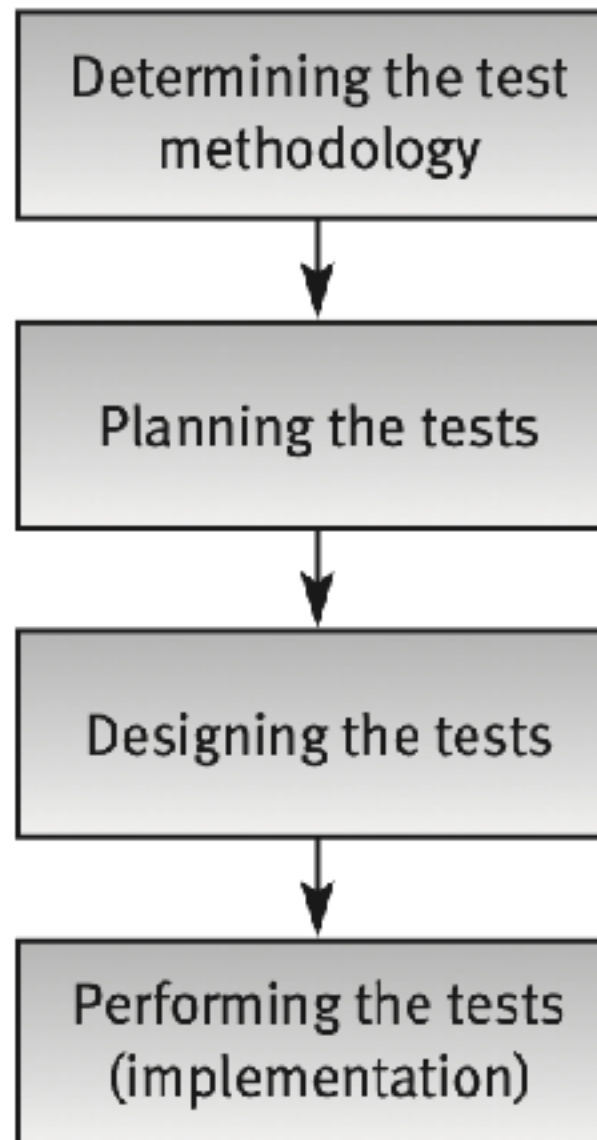 Determining the test
methodology
Planning the tests
Designing the tests
Performing the tests
(implementation)